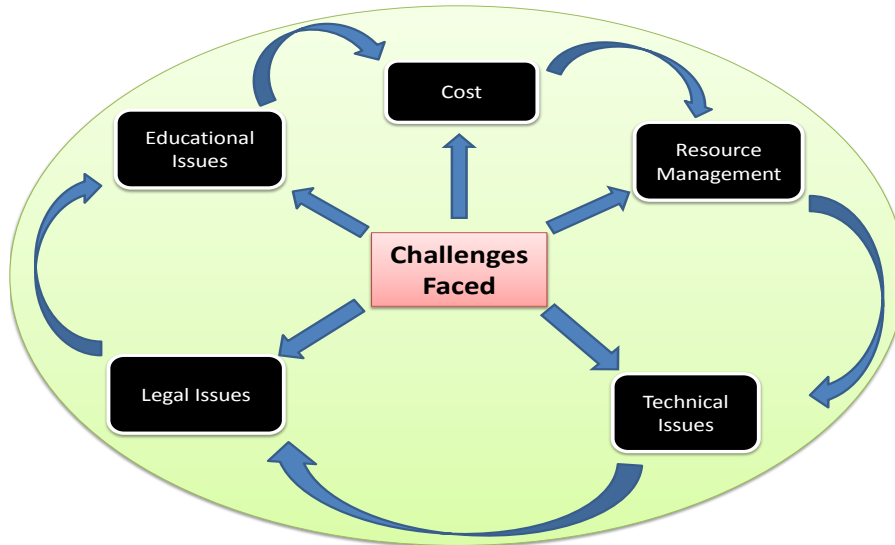 Cost
Educational
Issues
Resource
Management
Challenges
Faced
Legal Issues
Technical
Issues